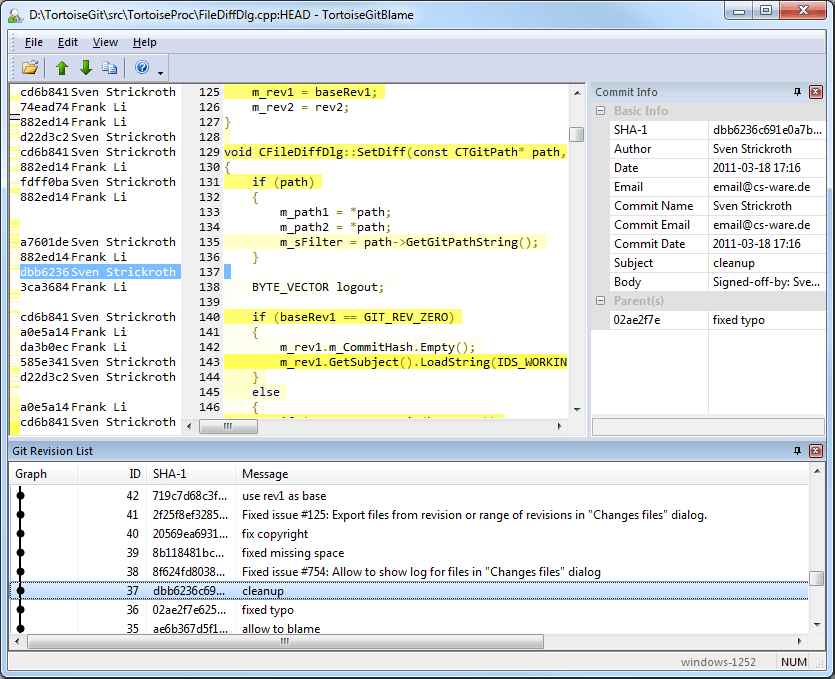 D:\TortoiseGit\src\TortoiseProc\FileDiffDlg.cpp:HEAD - TortoiseGitBlame
File Edit View Help
cd6b841 Sven Strickroth 125 m_rev1 = baseRev1;
74ead74 Frank Li 126 m_rev2 = rev2;
882ed14 Frank Li 127 }
d22d3c2 Sven Strickroth 128
cd6b841 Sven Strickroth 129 void CFileDiffDlg::SetDiff(const CTGitPath* path,
882ed14 Frank Li 130 {
fdff0ba Sven Strickroth 131 if (path)
882ed14 Frank Li 132 {
133 m_path1 = *path;
134 m_path2 = *path;
a7601de Sven Strickroth 135 m_sFilter = path->GetGitPathString();
882ed14 Frank Li 136 }
dbb6236 Sven Strickroth 137
3ca3684 Frank Li 138 BYTE_VECTOR logout;
139
cd6b841 Sven Strickroth 140 if (baseRev1 == GIT_REV_ZERO)
a0e5a14 Frank Li 141 {
da3b0ec Frank Li 142 m_rev1.m_CommitHash.Empty();
585e341 Sven Strickroth 143 m_rev1.GetSubject().LoadString(IDS_WORKIN
d22d3c2 Sven Strickroth 144 }
145 else
a0e5a14 Frank Li 146 {
cd6b841 Sven Strickroth
Commit Info
Basic Info
SHA-1 dbb6236c691e0a7b...
Author Sven Strickroth
Date 2011-03-18 17:16
Email email@cs-ware.de
Commit Name Sven Strickroth
Commit Email email@cs-ware.de
Commit Date 2011-03-18 17:16
Subject cleanup
Body Signed-off-by: Sve...
Parent(s)
02ae2f7e fixed typo
Git Revision List
Graph ID SHA-1 Message
42 719c7d68c3f... use rev1 as base
41 2f25f8ef3285... Fixed issue #125: Export files from revision or range of revisions in "Changes files" dialog.
40 20569ea6931... fix copyright
39 8b118481bc... fixed missing space
38 8f624fd8038... Fixed issue #754: Allow to show log for files in "Changes files" dialog
37 dbb6236c69... cleanup
36 02ae2f7e625... fixed typo
35 ae6b367d5f1... allow to blame
windows-1252 NUM